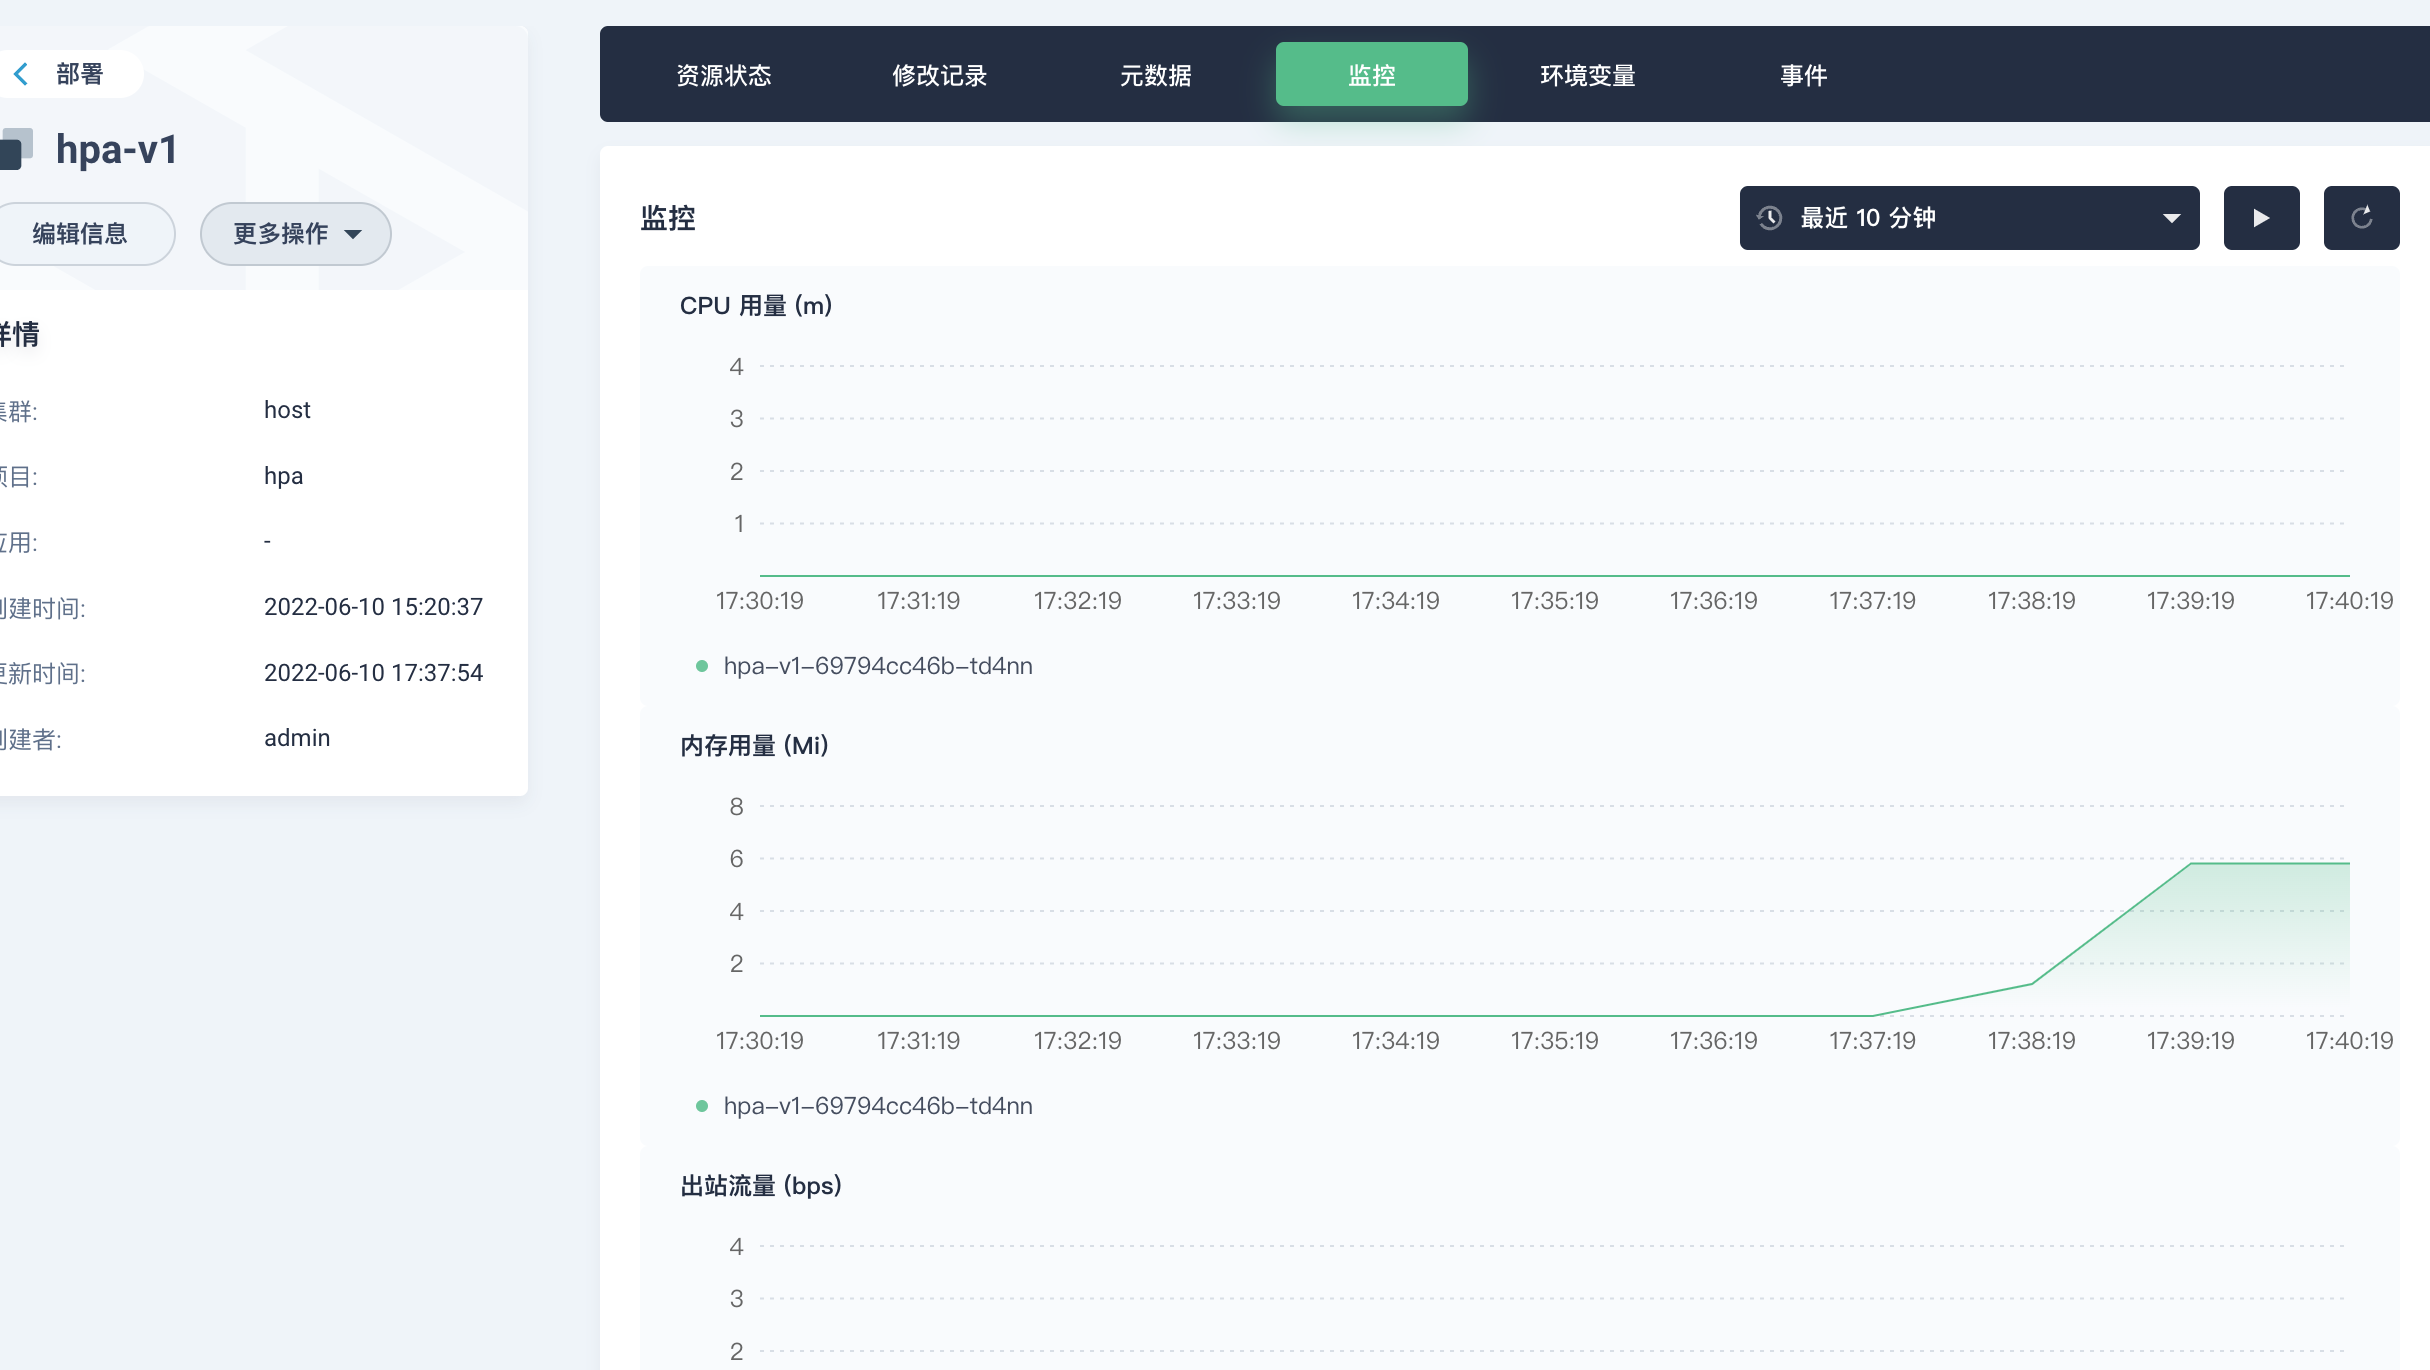 部署
hpa-v1
编辑信息
更多操作
详情
集群:
host
项目:
hpa
应用:
-
创建时间:
2022-06-10 15:20:37
更新时间:
2022-06-10 17:37:54
创建者:
admin
资源状态
修改记录
元数据
监控
环境变量
事件
监控
最近 10 分钟
CPU 用量 (m)
4
3
2
1
17:30:19 17:31:19 17:32:19 17:33:19 17:34:19 17:35:19 17:36:19 17:37:19 17:38:19 17:39:19 17:40:19
hpa-v1-69794cc46b-td4nn
内存用量 (Mi)
8
6
4
2
17:30:19 17:31:19 17:32:19 17:33:19 17:34:19 17:35:19 17:36:19 17:37:19 17:38:19 17:39:19 17:40:19
hpa-v1-69794cc46b-td4nn
出站流量 (bps)
4
3
2